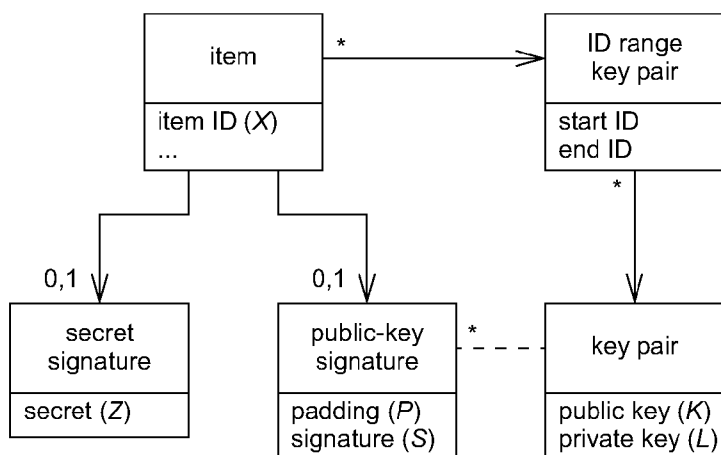 item
item ID (X)
...
*
ID range
key pair
start ID
end ID
*
0,1
secret
signature
secret (Z)
0,1
public-key
signature
padding (P)
signature (S)
*
key pair
public key (K)
private key (L)